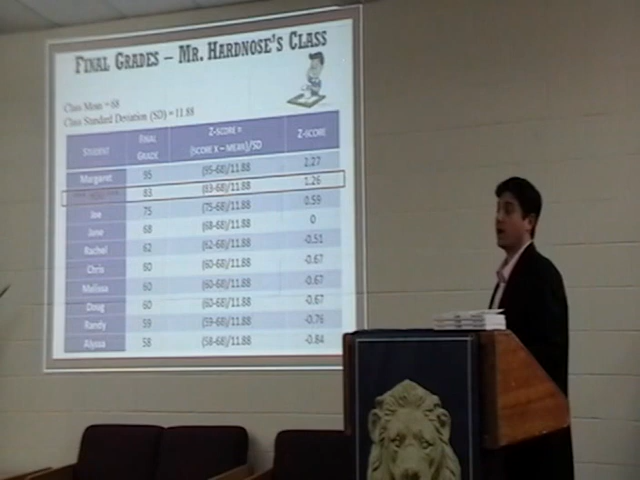 FINAL GRADES – MR. HARDNOSE'S CLASS
Class Mean = 68
Class Standard Deviation (SD) = 11.88
STUDENT FINAL GRADE Z-SCORE = (SCORE X – MEAN)/SD Z-SCORE
Margaret 95 (95-68)/11.88 2.27
83 (83-68)/11.88 1.26
Joe 75 (75-68)/11.88 0.59
Jane 68 (68-68)/11.88 0
Rachel 62 (62-68)/11.88 -0.51
Chris 60 (60-68)/11.88 -0.67
Melissa 60 (60-68)/11.88 -0.67
Doug 60 (60-68)/11.88 -0.67
Randy 59 (59-68)/11.88 -0.76
Alyssa 58 (58-68)/11.88 -0.84